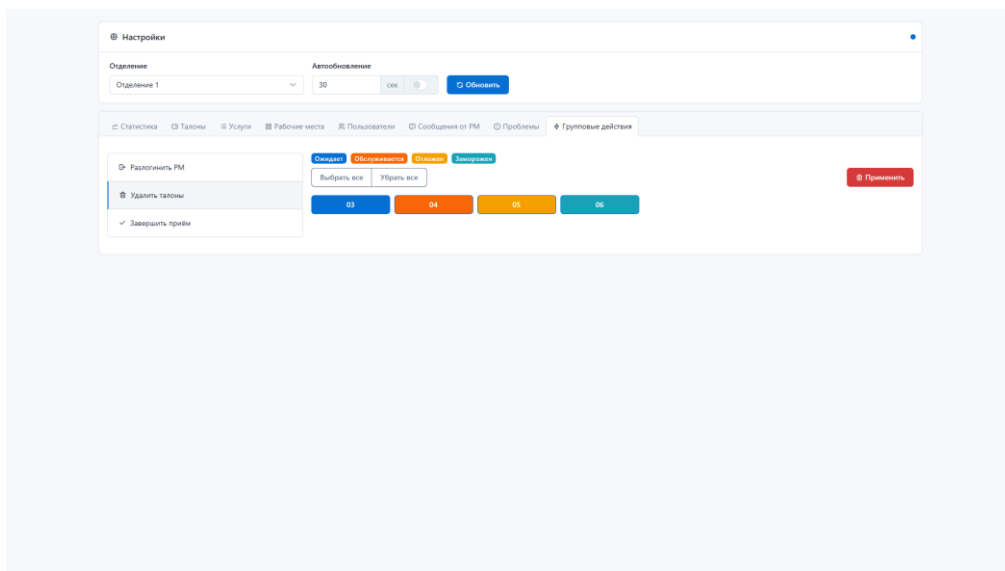 Настройки
Отделение Автообновление
Отделение 1 30 сек Обновить
Статистика Талоны Услуги Рабочие места Пользователи Сообщения от РМ Проблемы Групповые действия
Разлогинить РМ
Удалить талоны
Завершить приём
Ожидает Обслуживается Отложен Заморожен
Выбрать все Убрать все Применить
03 04 05 06